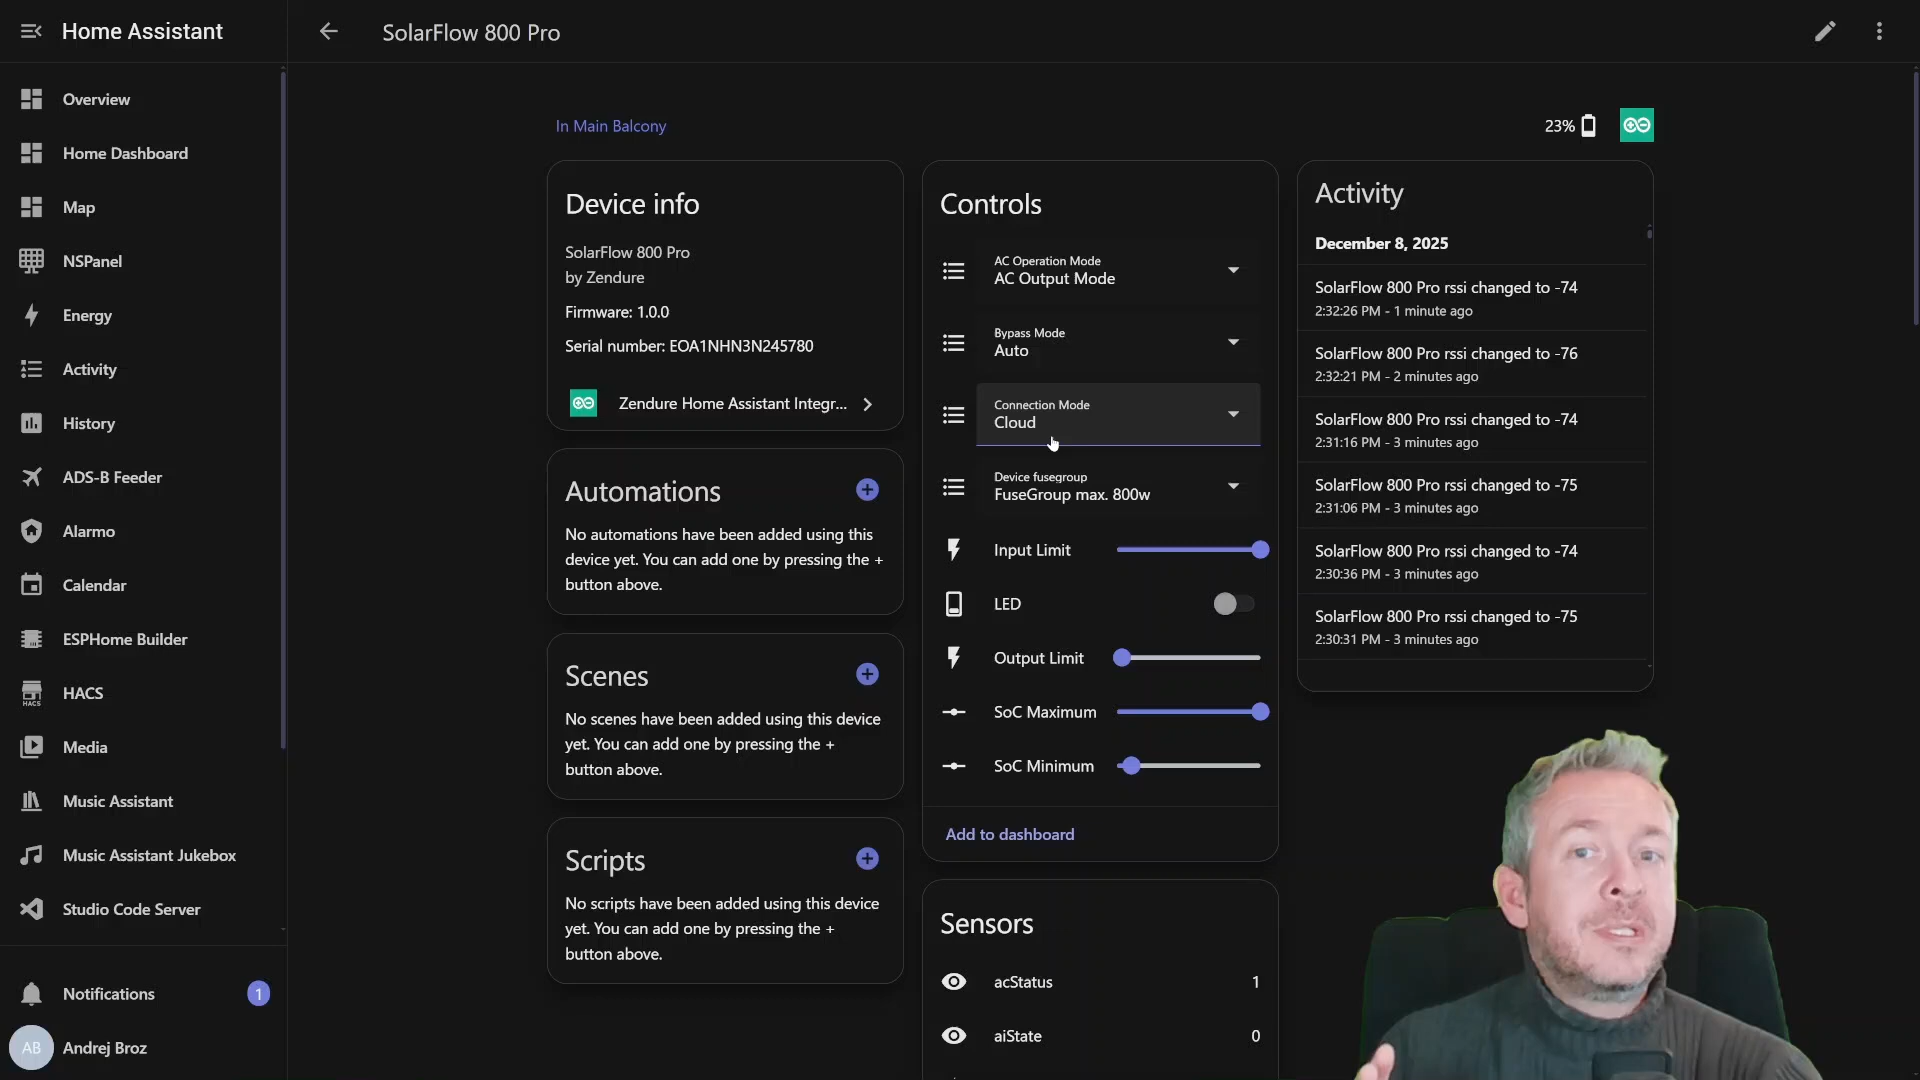 Home Assistant
SolarFlow 800 Pro
Overview
Home Dashboard
Map
NSPanel
Energy
Activity
History
ADS-B Feeder
Alarmo
Calendar
ESPHome Builder
HACS
HACS
Media
Music Assistant
Music Assistant Jukebox
Studio Code Server
Notifications
1
AB
Andrej Broz
In Main Balcony
23%
Device info
SolarFlow 800 Pro
by Zendure
Firmware: 1.0.0
Serial number: EOA1NHN3N245780
Zendure Home Assistant Integr...
Automations
No automations have been added using this
device yet. You can add one by pressing the +
button above.
Scenes
No scenes have been added using this device
yet. You can add one by pressing the +
button above.
Scripts
No scripts have been added using this device
yet. You can add one by pressing the +
button above.
Controls
AC Operation Mode
AC Output Mode
Bypass Mode
Auto
Connection Mode
Cloud
Device fusegroup
FuseGroup max. 800w
Input Limit
LED
Output Limit
SoC Maximum
SoC Minimum
Add to dashboard
Sensors
acStatus
1
aiState
0
Activity
December 8, 2025
SolarFlow 800 Pro rssi changed to -74
2:32:26 PM - 1 minute ago
SolarFlow 800 Pro rssi changed to -76
2:32:21 PM - 2 minutes ago
SolarFlow 800 Pro rssi changed to -74
2:31:16 PM - 3 minutes ago
SolarFlow 800 Pro rssi changed to -75
2:31:06 PM - 3 minutes ago
SolarFlow 800 Pro rssi changed to -74
2:30:36 PM - 3 minutes ago
SolarFlow 800 Pro rssi changed to -75
2:30:31 PM - 3 minutes ago